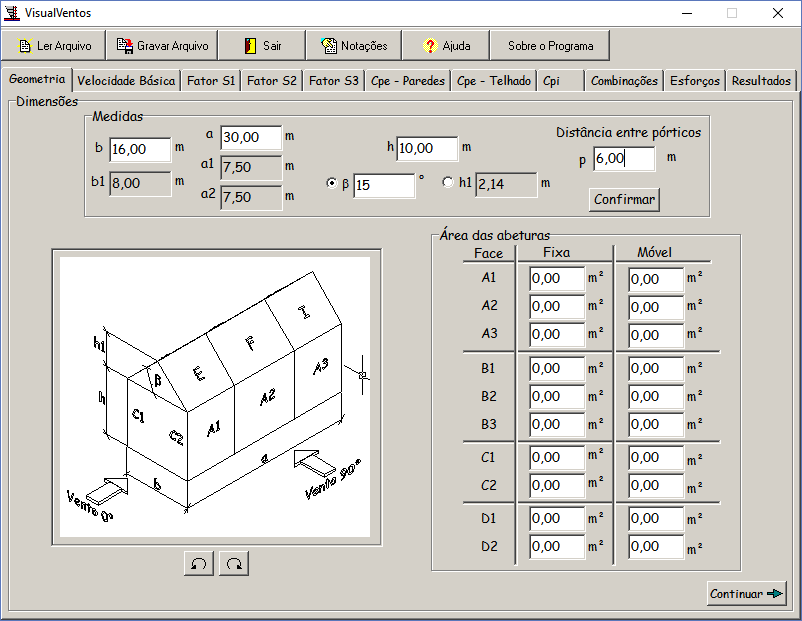 VisualVentos
Ler Arquivo Gravar Arquivo Sair Notações Ajuda Sobre o Programa
Geometria Velocidade Básica Fator S1 Fator S2 Fator S3 Cpe - Paredes Cpe - Telhado Cpi Combinações Esforços Resultados
Dimensões
Medidas
b 16,00 m
b1 8,00 m
a 30,00 m
a1 7,50 m
a2 7,50 m
h 10,00 m
β 15 °
h1 2,14 m
Distância entre pórticos
p 6,00 m
Confirmar
h1
h
β
C1
C2
A1
A2
A3
E
F
I
b
a
Vento 0°
Vento 90°
Área das abeturas
Face Fixa Móvel
A1 0,00 m² 0,00 m²
A2 0,00 m² 0,00 m²
A3 0,00 m² 0,00 m²
B1 0,00 m² 0,00 m²
B2 0,00 m² 0,00 m²
B3 0,00 m² 0,00 m²
C1 0,00 m² 0,00 m²
C2 0,00 m² 0,00 m²
D1 0,00 m² 0,00 m²
D2 0,00 m² 0,00 m²
Continuar